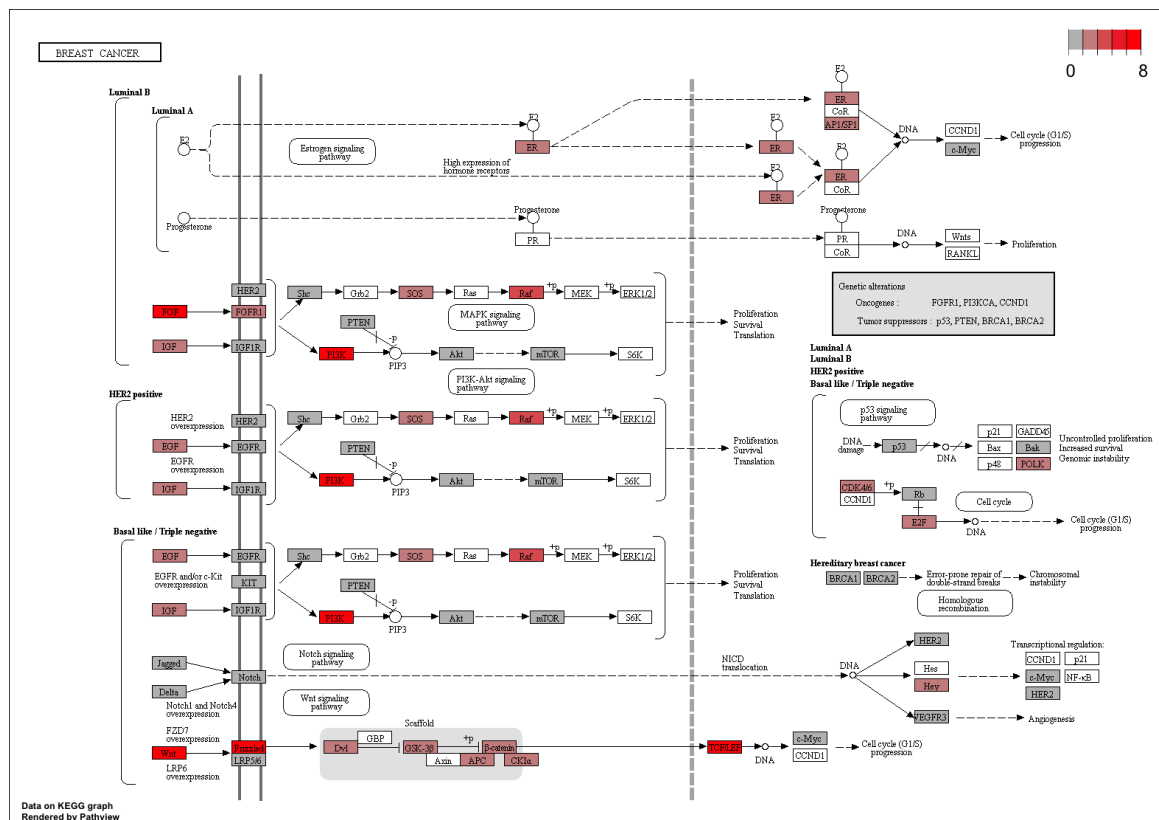 BREAST CANCER
0 8
Luminal B
Luminal A
E2
Estrogen signaling
pathway
E2
ER
High expression of
hormone receptors
E2
ER
E2
ER
E2
ER
CoR
AP1/SP1
E2
ER
CoR
DNA
CCND1
c-Myc
Cell cycle (G1/S)
progression
Progesterone
Progesterone
PR
Progesterone
PR
CoR
DNA
Wnts
RANKL
Proliferation
HER2
FGF
FGFR1
IGF
IGF1R
Shc
Grb2
SOS
Ras
Raf
+p
MEK
+p
ERK1/2
MAPK signaling
pathway
PTEN
-p
PI3K
PIP3
Akt
mTOR
S6K
PI3K-Akt signaling
pathway
Proliferation
Survival
Translation
Genetic alterations
Oncogenes : FGFR1, PI3KCA, CCND1
Tumor suppressors : p53, PTEN, BRCA1, BRCA2
HER2 positive
HER2
overexpression
HER2
EGF
EGFR
EGFR
overexpression
IGF
IGF1R
Shc
Grb2
SOS
Ras
Raf
+p
MEK
+p
ERK1/2
PTEN
-p
PI3K
PIP3
Akt
mTOR
S6K
Proliferation
Survival
Translation
Luminal A
Luminal B
HER2 positive
Basal like / Triple negative
p53 signaling
pathway
DNA
damage
p53
DNA
p21
GADD45
Bax
Bak
p48
POLK
Uncontrolled proliferation
Increased survival
Genomic instability
CDK4/6
CCND1
+p
Rb
E2F
Cell cycle
DNA
Cell cycle (G1/S)
progression
Basal like / Triple negative
EGF
EGFR
EGFR and/or c-Kit
overexpression
KIT
IGF
IGF1R
Shc
Grb2
SOS
Ras
Raf
+p
MEK
+p
ERK1/2
PTEN
-p
PI3K
PIP3
Akt
mTOR
S6K
Proliferation
Survival
Translation
Hereditary breast cancer
BRCA1
BRCA2
Error-prone repair of
double-strand breaks
Chromosomal
instability
Homologous
recombination
Jagged
Delta
Notch
Notch1 and Notch4
overexpression
Notch signaling
pathway
NICD
translocation
DNA
HER2
Hes
Hey
VEGFR3
Transcriptional regulation:
CCND1
p21
c-Myc
NF-κB
HER2
Angiogenesis
Wnt signaling
pathway
FZD7
overexpression
Wnt
Frizzled
LRP5/6
LRP6
overexpression
Scaffold
Dvl
GBP
GSK-3β
+p
β-catenin
Axin
APC
CKIα
TCF/LEF
DNA
c-Myc
CCND1
Cell cycle (G1/S)
progression
Data on KEGG graph
Rendered by Pathview